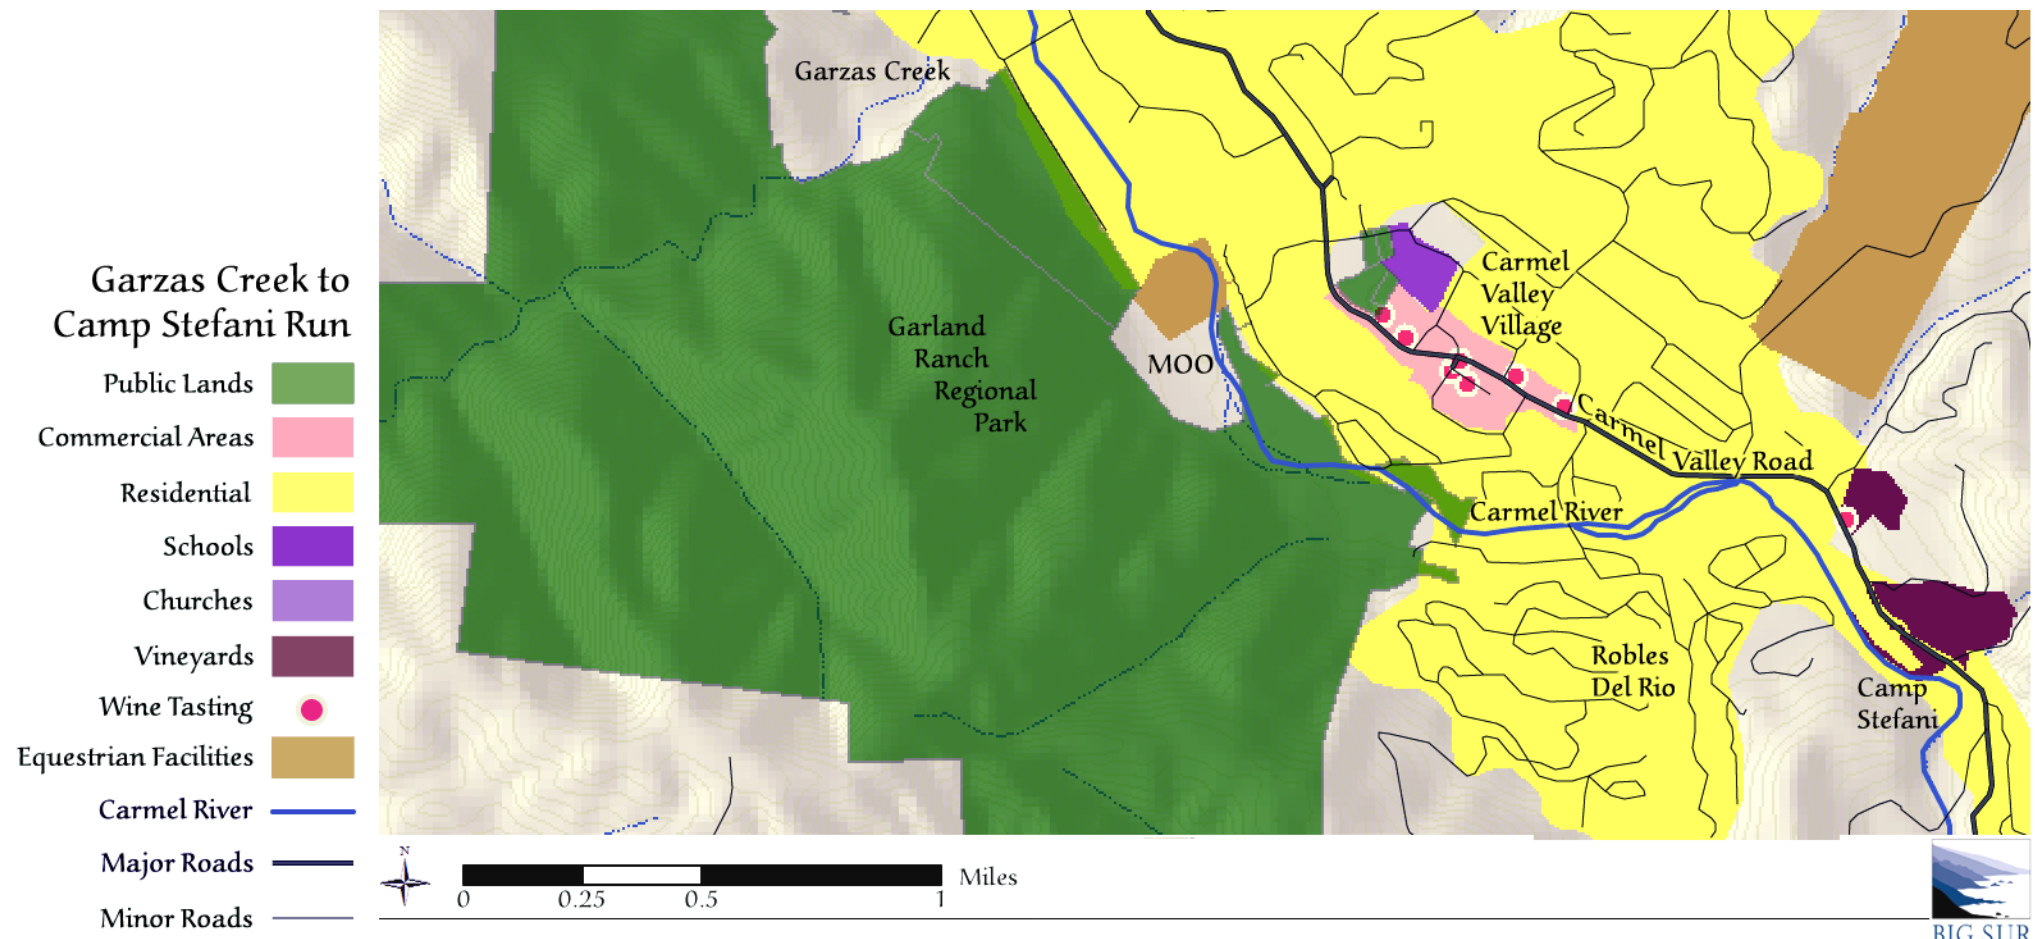 Garzas Creek to
Camp Stefani Run
Public Lands
Commercial Areas
Residential
Schools
Churches
Vineyards
Wine Tasting
Equestrian Facilities
Carmel River
Major Roads
Minor Roads
Garzas Creek
Garland
Ranch
Regional
Park
MOO
Carmel
Valley
Village
Carmel Valley Road
Carmel River
Robles
Del Rio
Camp
Stefani
N
0 0.25 0.5 1 Miles
BIG SUR